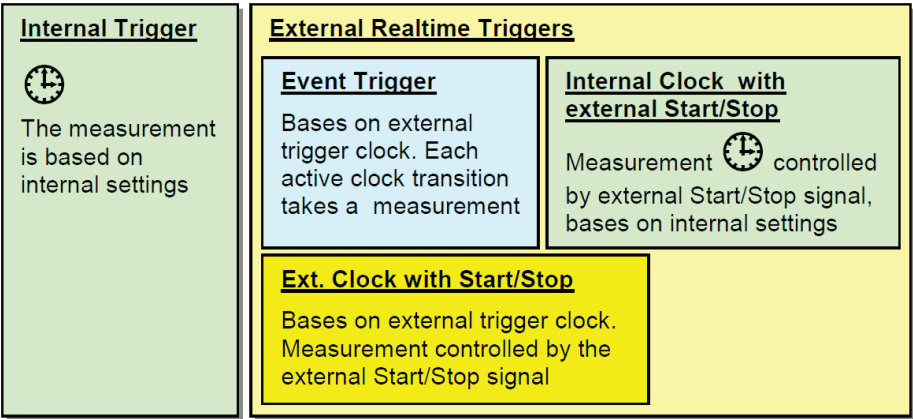 Internal Trigger
The measurement
is based on
internal settings
External Realtime Triggers
Event Trigger
Bases on external
trigger clock. Each
active clock transition
takes a measurement
Internal Clock with
external Start/Stop
Measurement controlled
by external Start/Stop signal,
bases on internal settings
Ext. Clock with Start/Stop
Bases on external trigger clock.
Measurement controlled by the
external Start/Stop signal